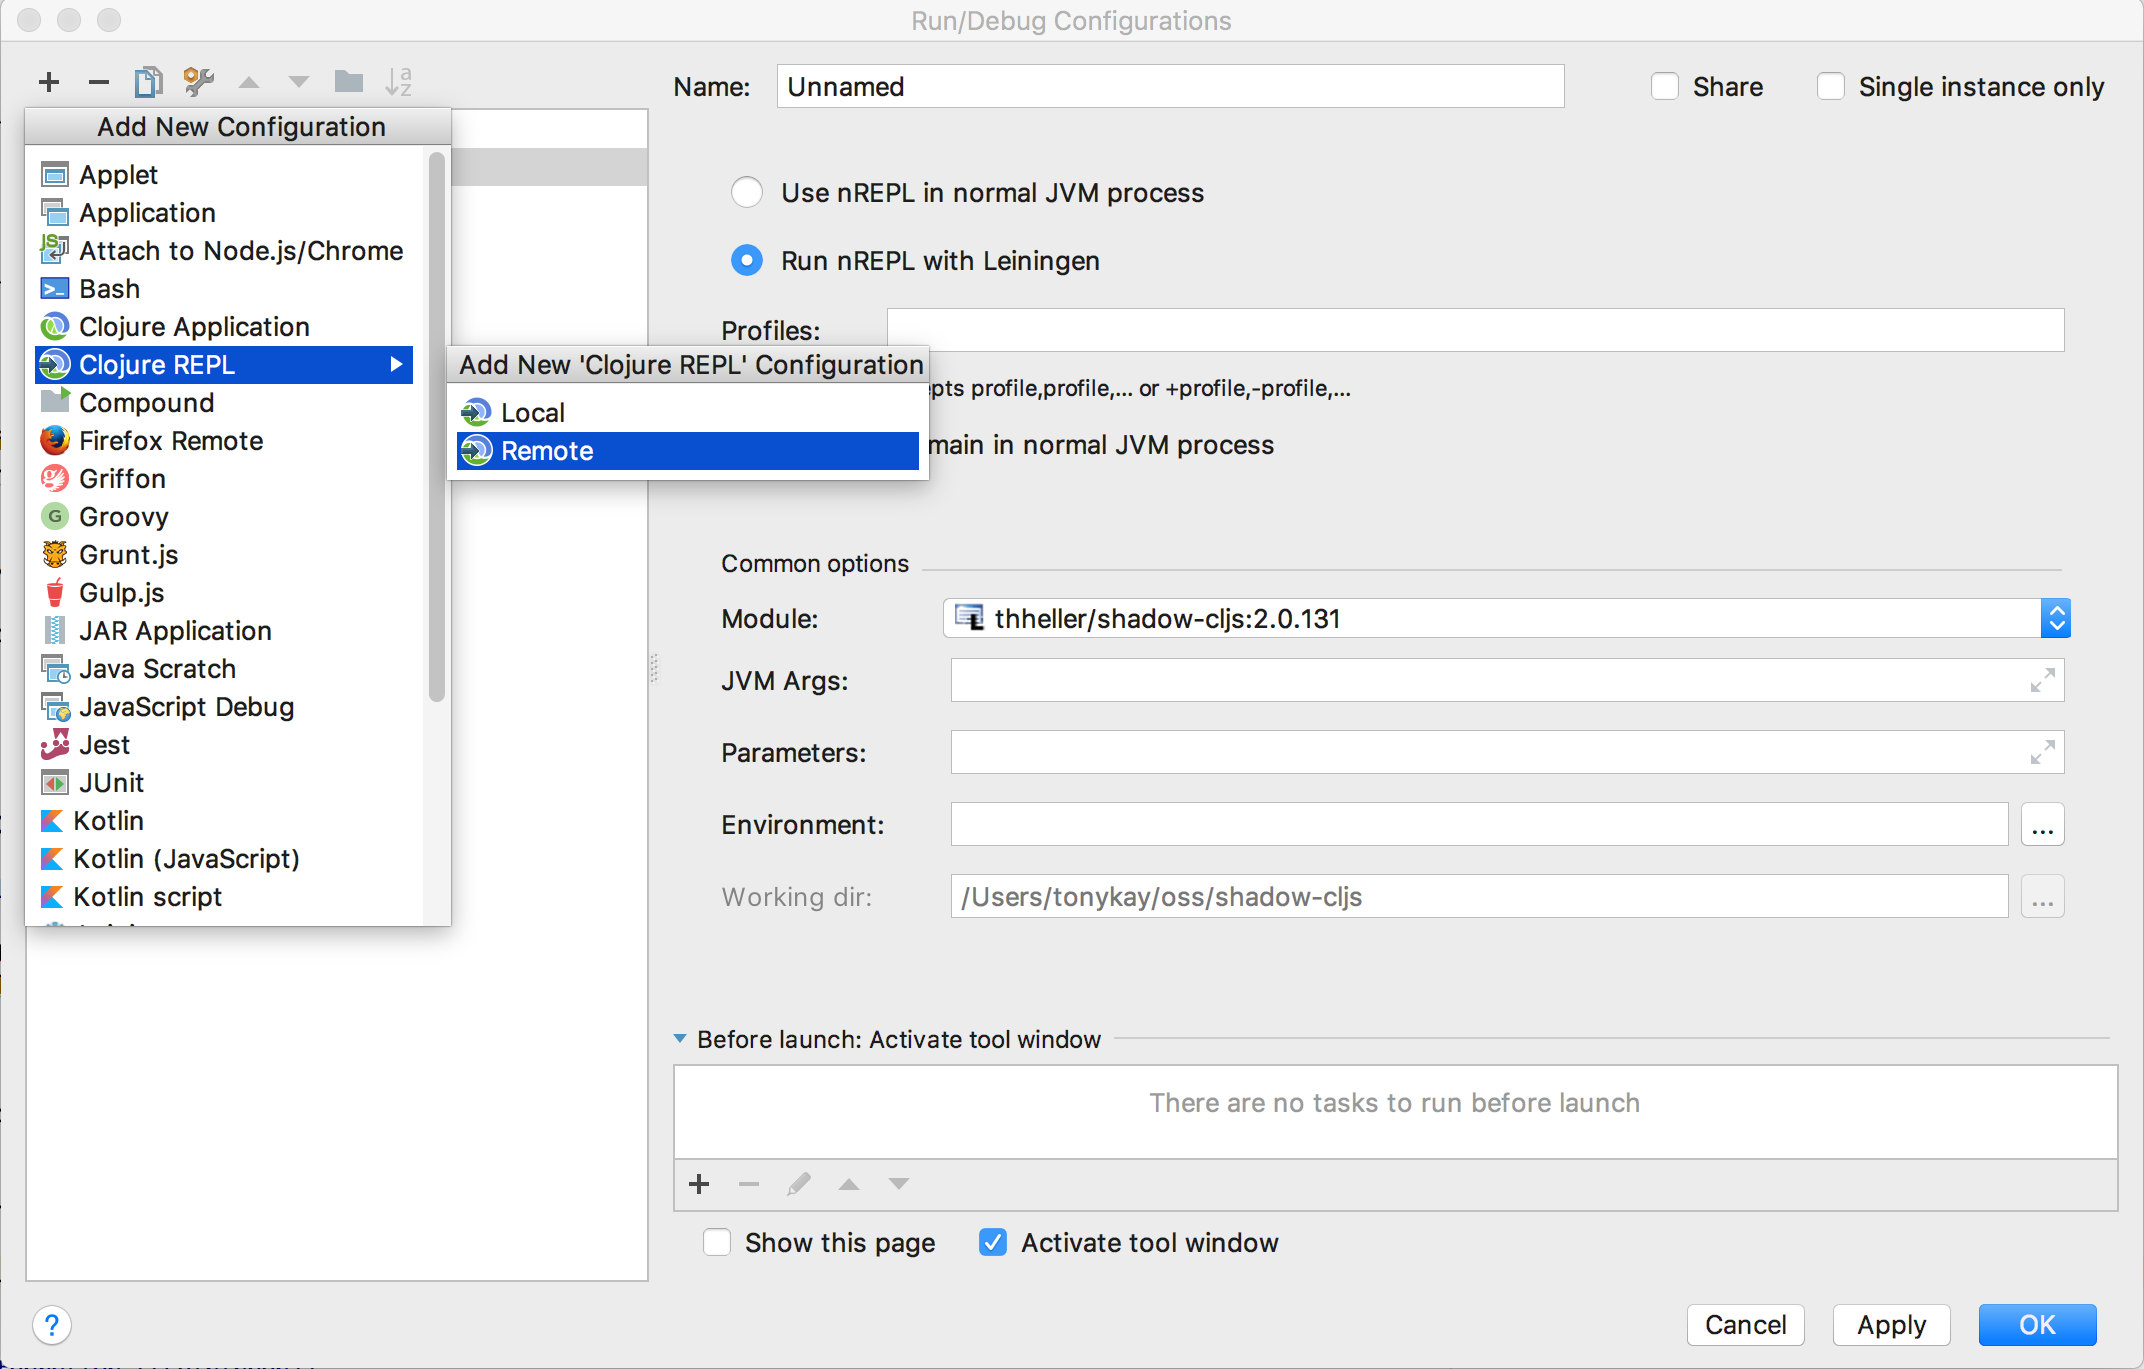 Run/Debug Configurations
Name: Unnamed
Share
Single instance only
Add New Configuration
Applet
Application
Attach to Node.js/Chrome
Bash
Clojure Application
Clojure REPL
Compound
Firefox Remote
Griffon
Groovy
Grunt.js
Gulp.js
JAR Application
Java Scratch
JavaScript Debug
Jest
JUnit
Kotlin
Kotlin (JavaScript)
Kotlin script
Add New 'Clojure REPL' Configuration
Local
Remote
Use nREPL in normal JVM process
Run nREPL with Leiningen
Profiles:
profile,profile,... or +profile,-profile,...
main in normal JVM process
Common options
Module: thheller/shadow-cljs:2.0.131
JVM Args:
Parameters:
Environment:
...
Working dir: /Users/tonykay/oss/shadow-cljs
...
Before launch: Activate tool window
There are no tasks to run before launch
Show this page
Activate tool window
?
Cancel
Apply
OK